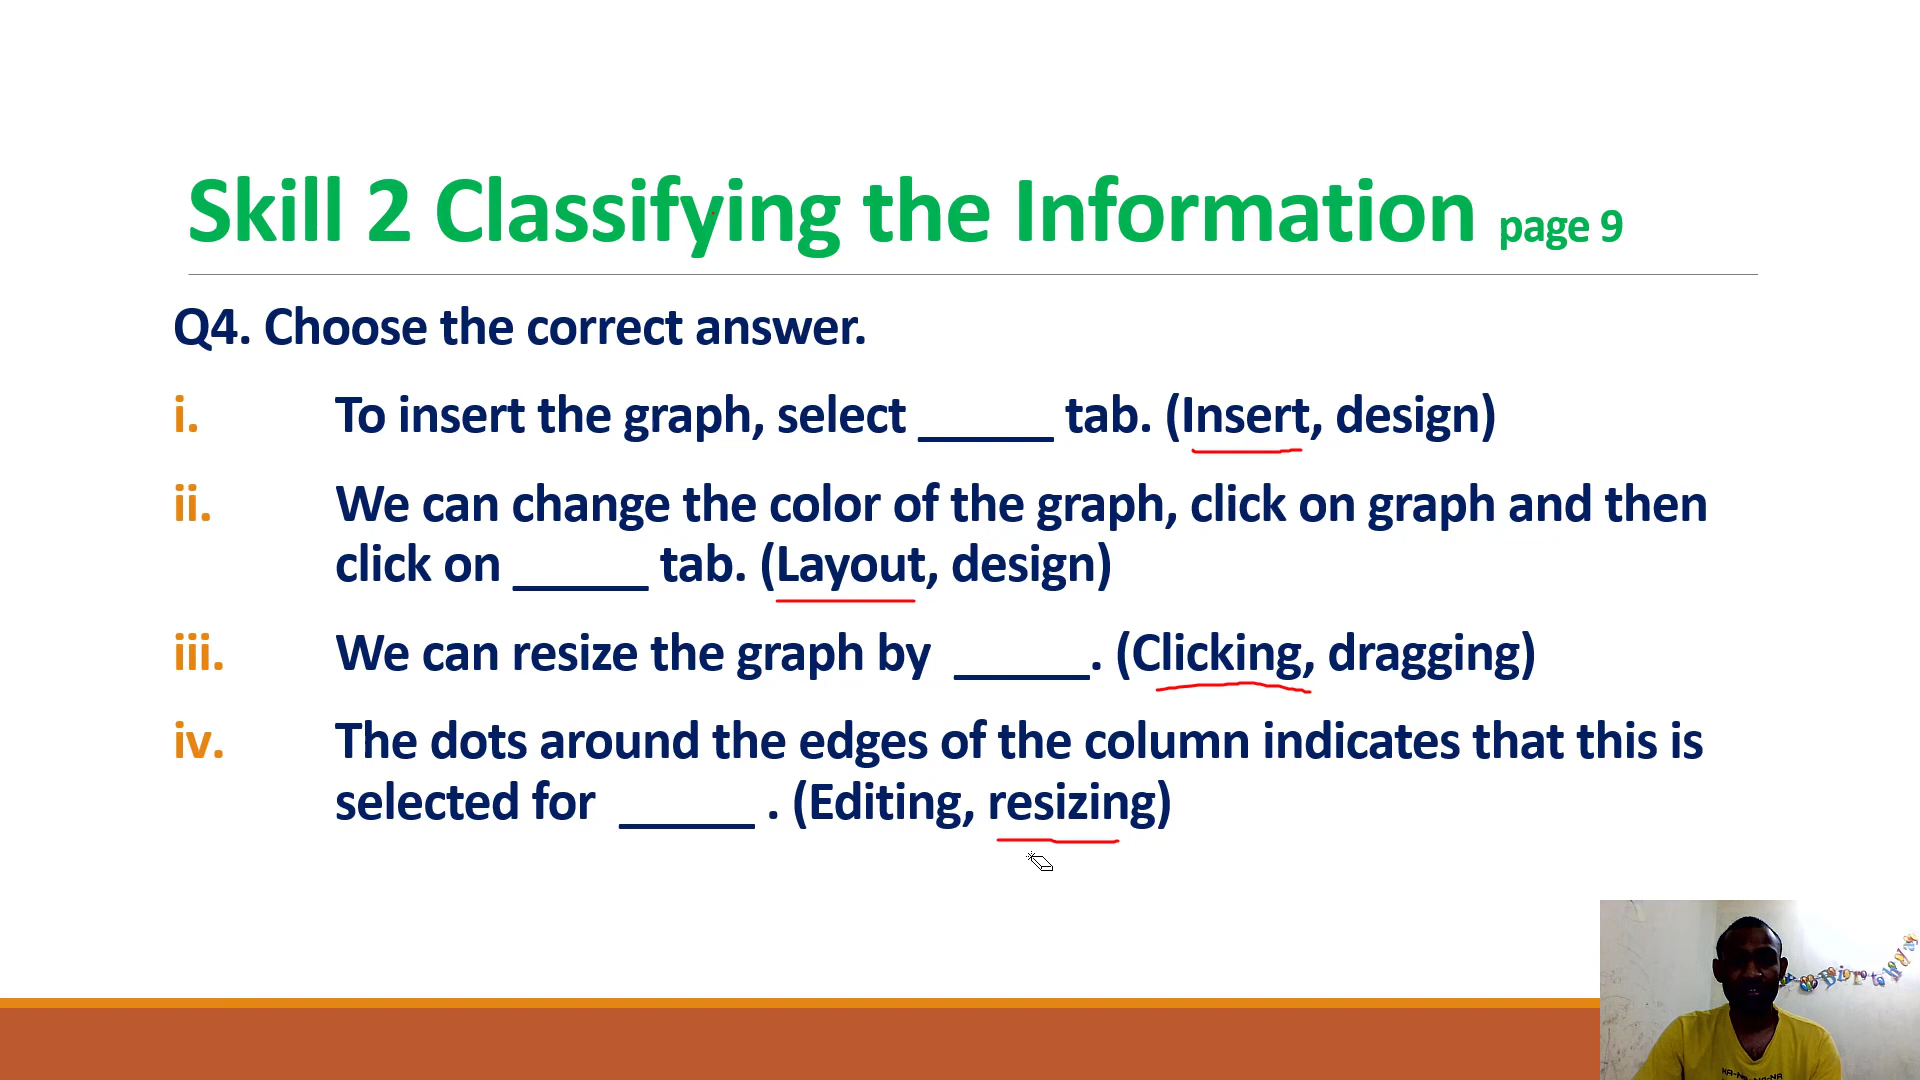 Skill 2 Classifying the Information page 9
Q4. Choose the correct answer.
i. To insert the graph, select _____ tab. (Insert, design)
ii. We can change the color of the graph, click on graph and then
click on _____ tab. (Layout, design)
iii. We can resize the graph by _____. (Clicking, dragging)
iv. The dots around the edges of the column indicates that this is
selected for _____ . (Editing, resizing)